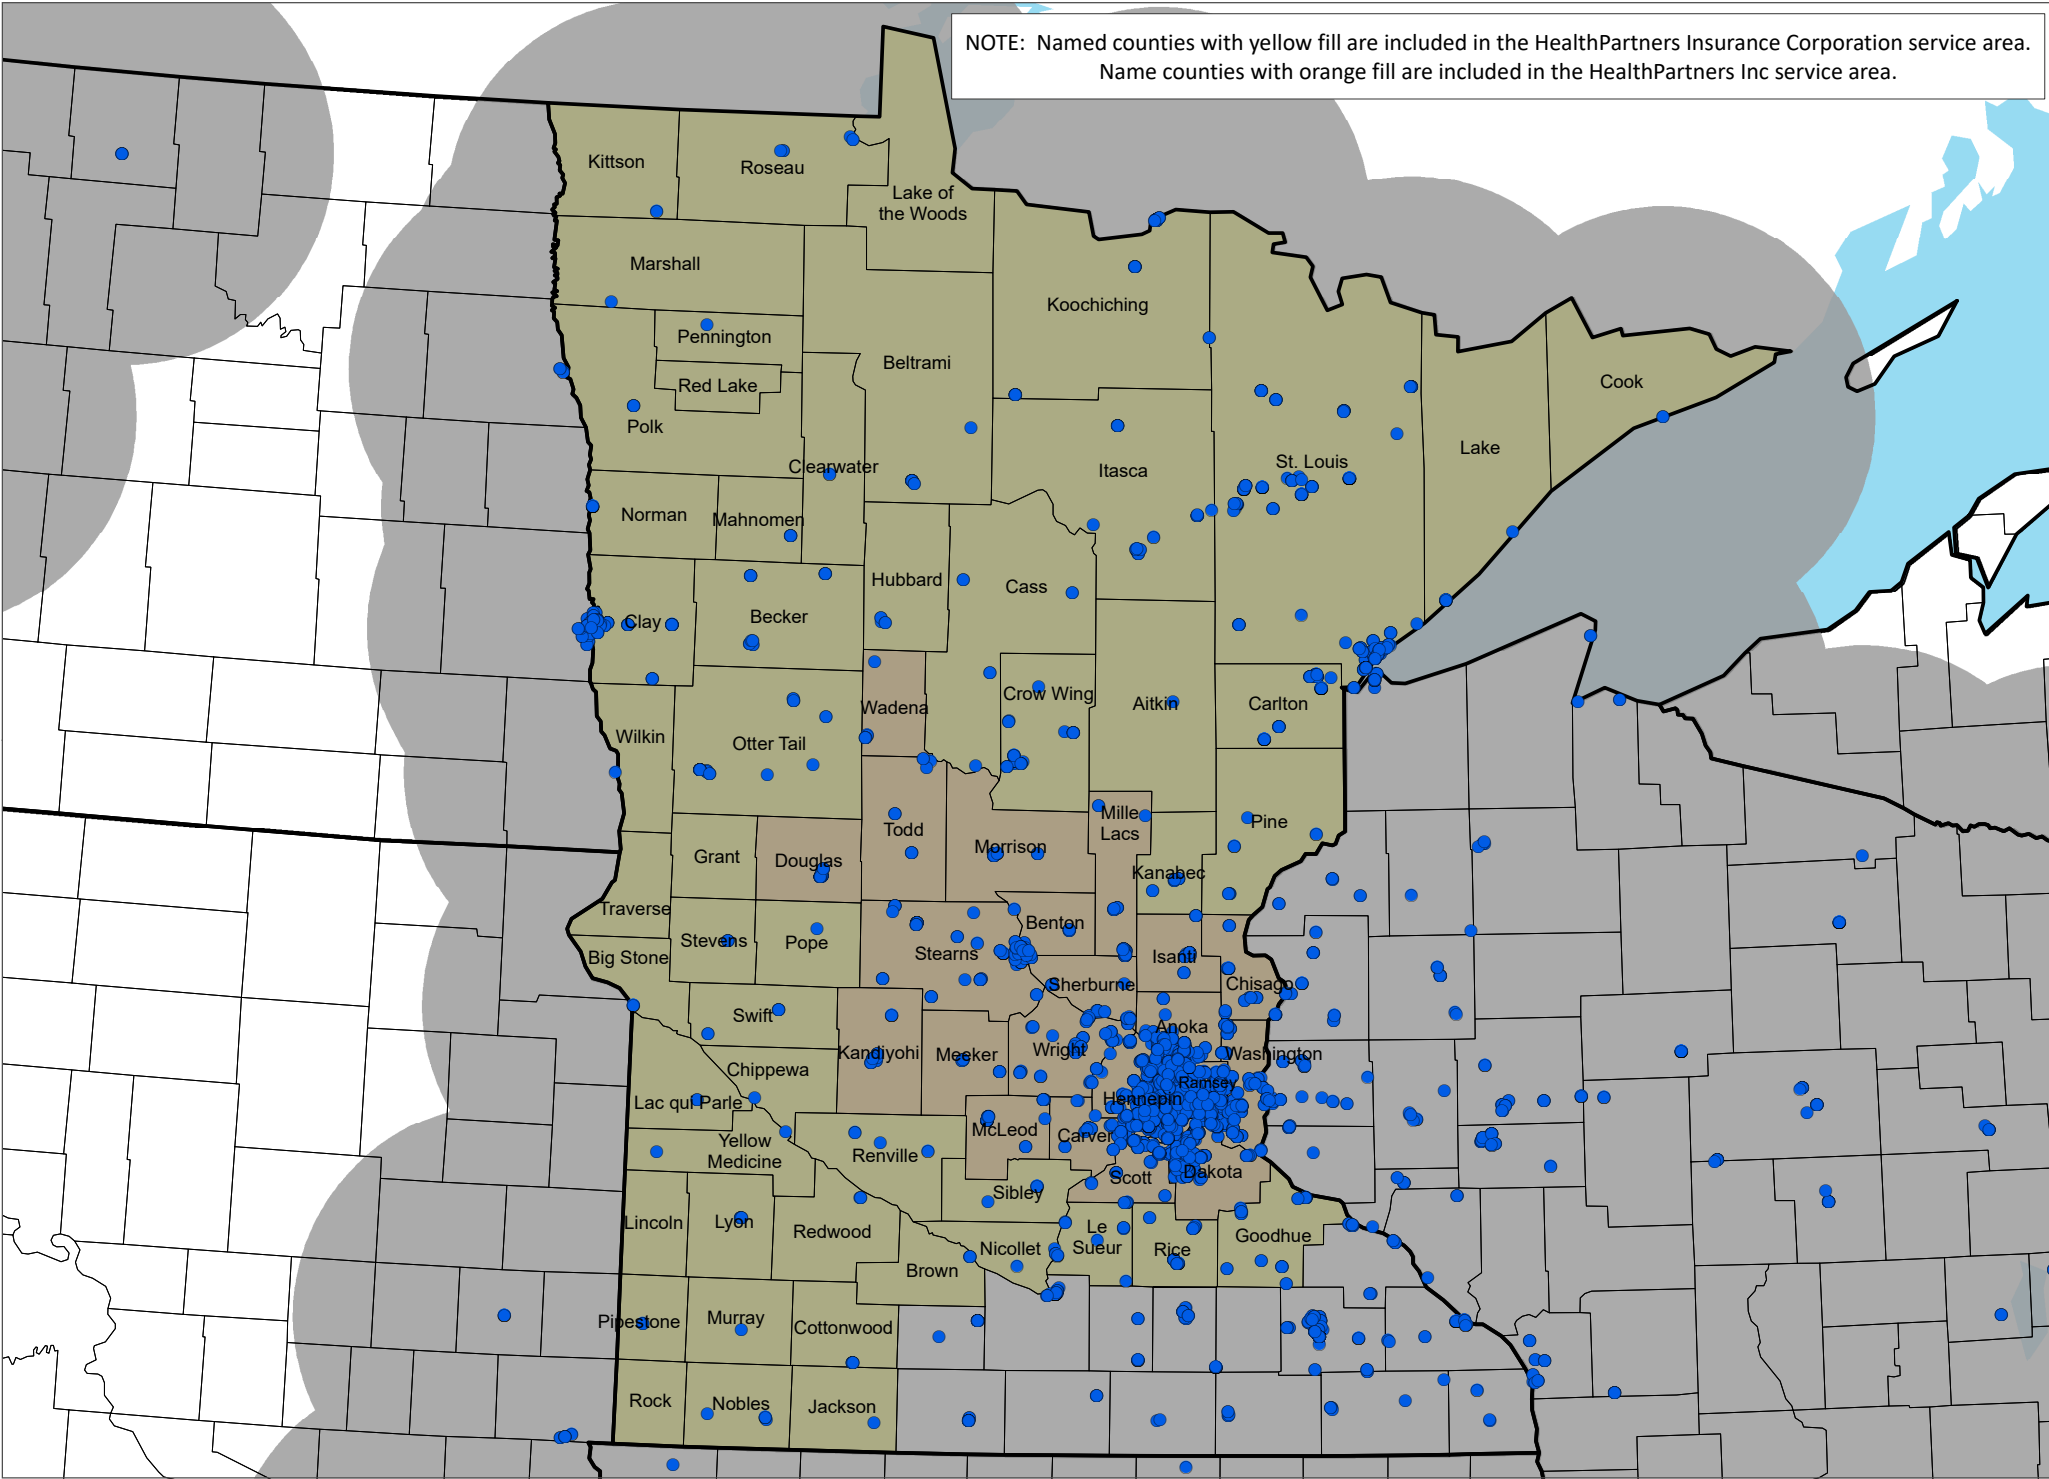 NOTE: Named counties with yellow fill are included in the HealthPartners Insurance Corporation service area.
Name counties with orange fill are included in the HealthPartners Inc service area.
Kittson
Roseau
Lake of
the Woods
Marshall
Koochiching
Pennington
Beltrami
Red Lake
Cook
Polk
Lake
Clearwater
Itasca
St. Louis
Norman
Mahnomen
Hubbard
Cass
Clay
Becker
Crow Wing
Wadena
Aitkin
Carlton
Wilkin
Otter Tail
Mille
Lacs
Pine
Todd
Morrison
Grant
Douglas
Kanabec
Traverse
Benton
Stevens
Pope
Stearns
Isanti
Big Stone
Sherburne
Chisago
Swift
Anoka
Kandiyohi
Meeker
Wright
Washington
Chippewa
Ramsey
Hennepin
Lac qui Parle
McLeod
Carver
Yellow
Medicine
Renville
Scott
Dakota
Sibley
Lincoln
Lyon
Redwood
Le
Sueur
Rice
Goodhue
Nicollet
Brown
Pipestone
Murray
Cottonwood
Rock
Nobles
Jackson